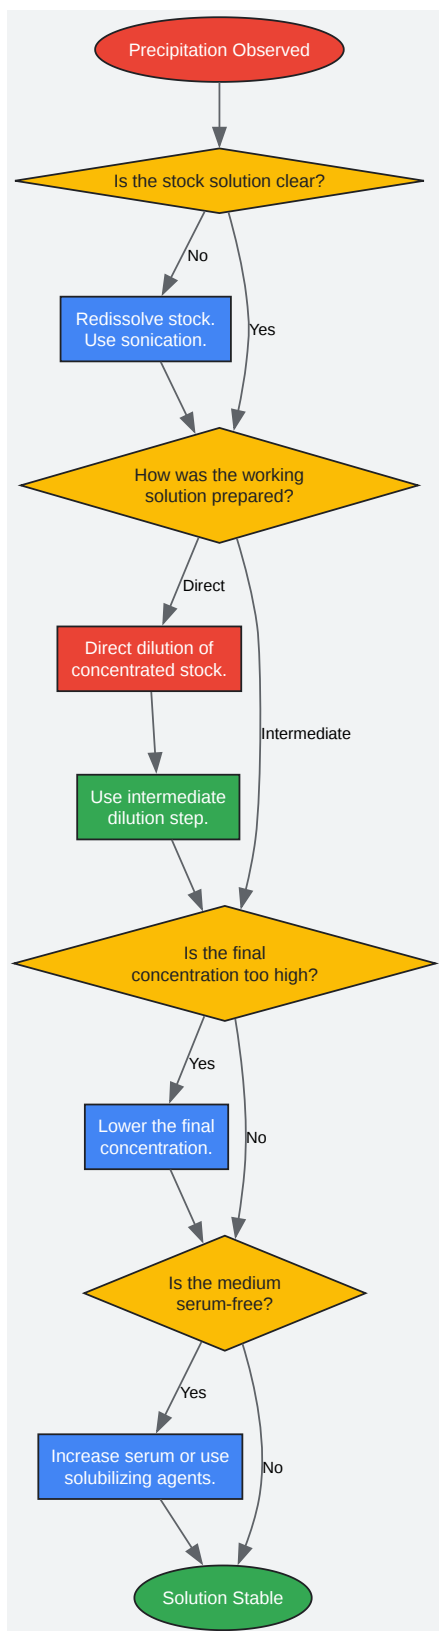 Precipitation Observed
Is the stock solution clear?
No
Redissolve stock.
Use sonication.
Yes
How was the working
solution prepared?
Direct
Direct dilution of
concentrated stock.
Intermediate
Use intermediate
dilution step.
Is the final
concentration too high?
Yes
Lower the final
concentration.
No
Is the medium
serum-free?
Yes
Increase serum or use
solubilizing agents.
No
Solution Stable